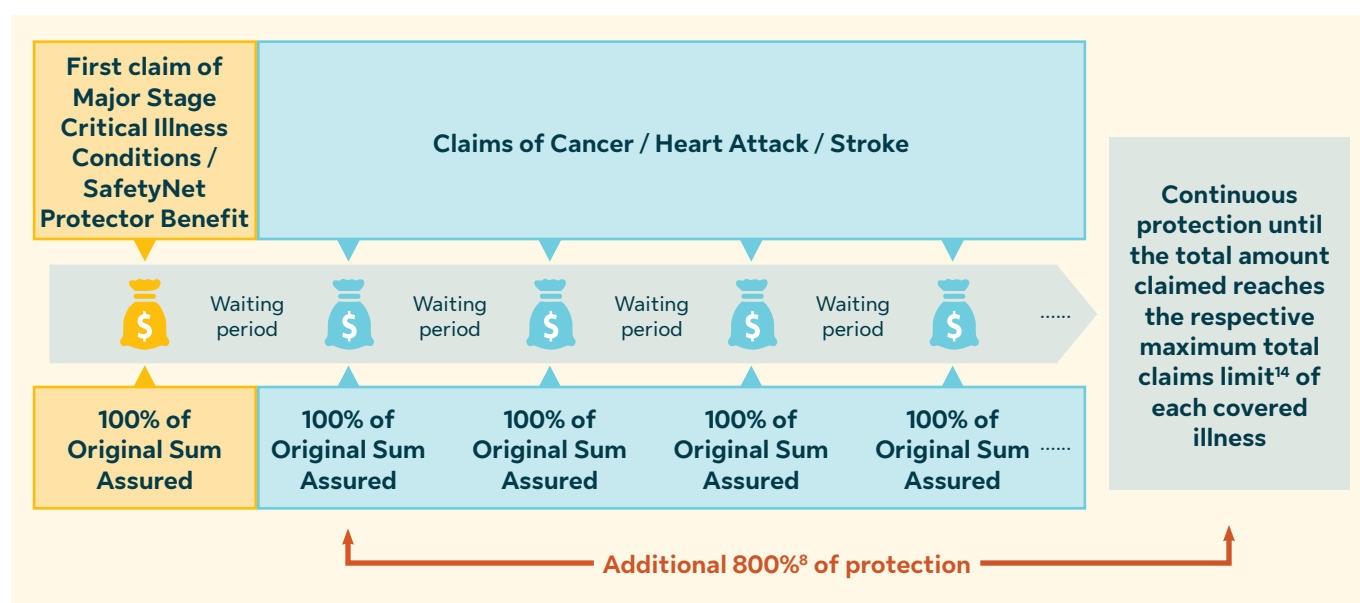 First claim of
Major Stage
Critical Illness
Conditions /
SafetyNet
Protector Benefit
Claims of Cancer / Heart Attack / Stroke
$
Waiting
period
$
Waiting
period
$
Waiting
period
$
Waiting
period
$
......
100% of
Original Sum
Assured
100% of
Original Sum
Assured
100% of
Original Sum
Assured
100% of
Original Sum
Assured
100% of
Original Sum
Assured
......
Continuous
protection until
the total amount
claimed reaches
the respective
maximum total
claims limit¹⁴ of
each covered
illness
Additional 800%⁸ of protection